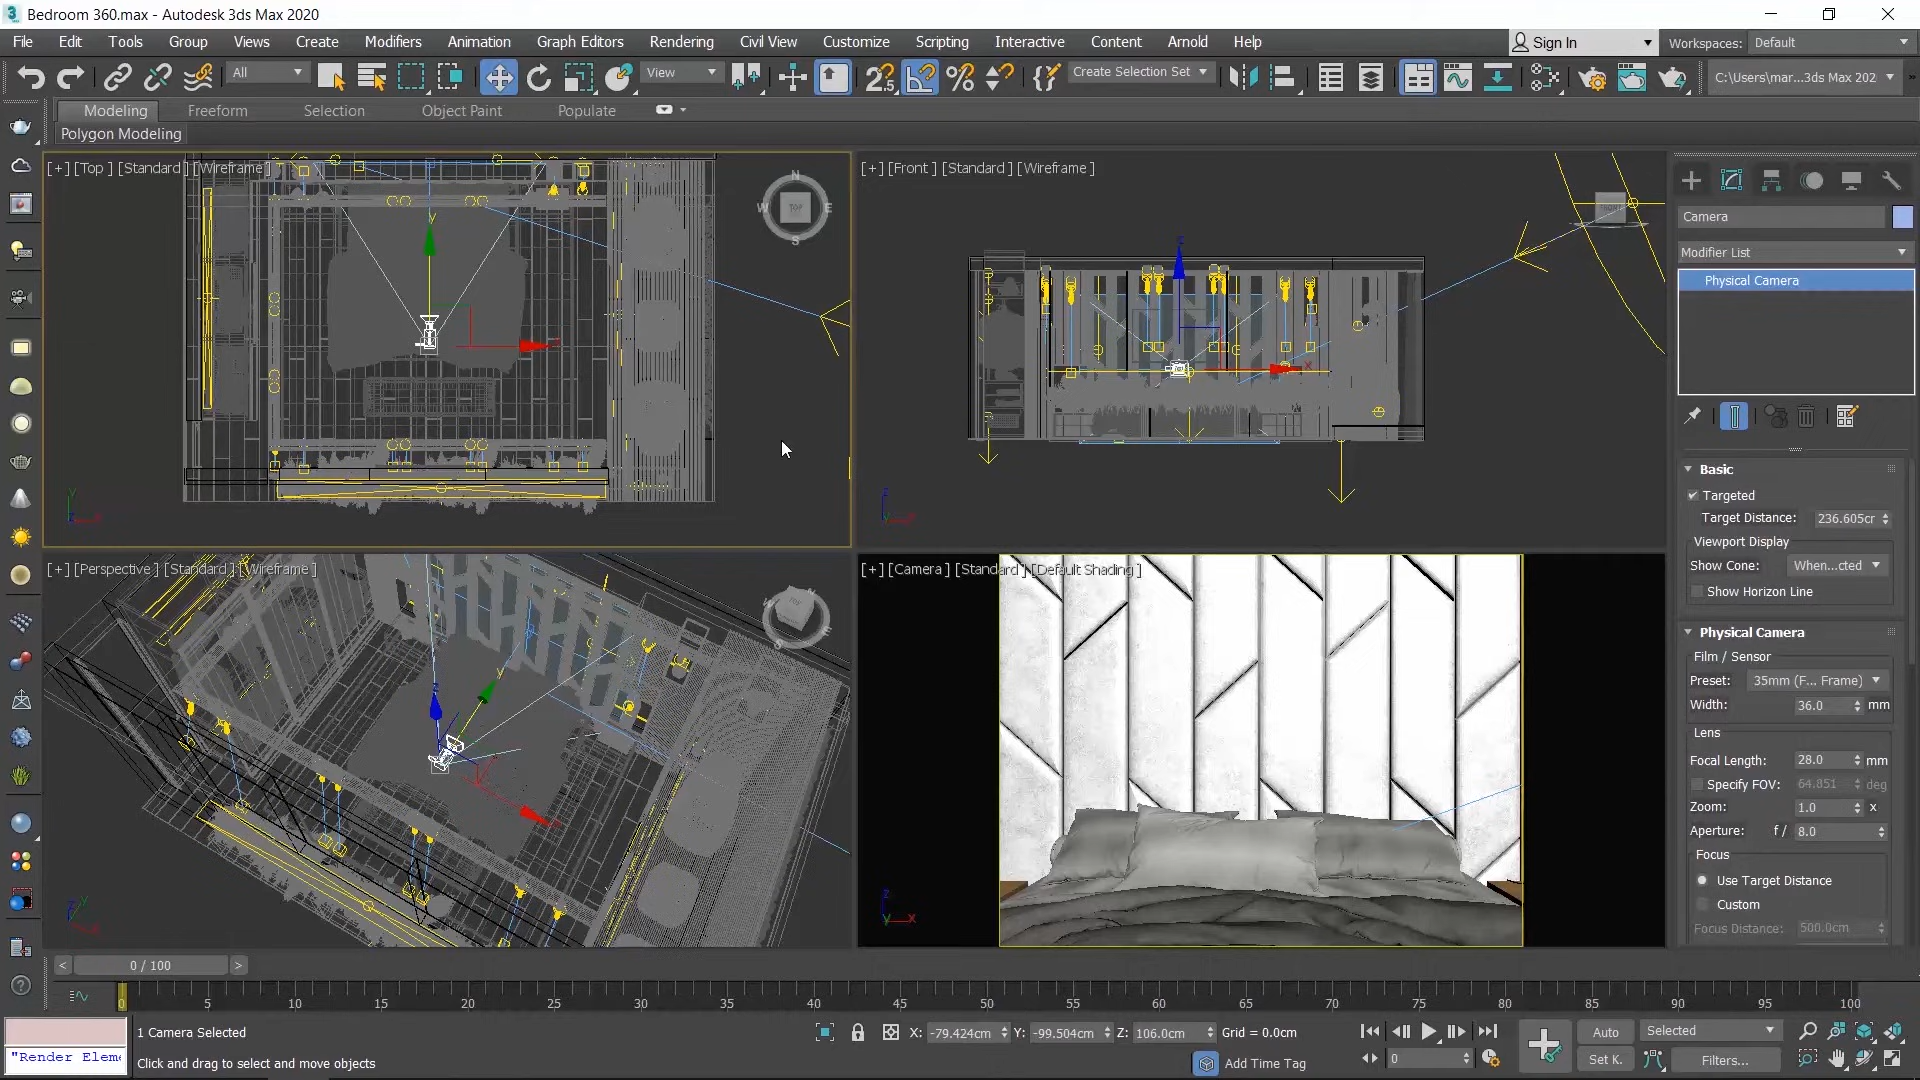 Bedroom 360.max - Autodesk 3ds Max 2020
File Edit Tools Group Views Create Modifiers Animation Graph Editors Rendering Civil View Customize Scripting Interactive Content Arnold Help
Sign In
Workspaces: Default
All
View
Create Selection Set
C:\Users\mar...3ds Max 202
Modeling Freeform Selection Object Paint Populate
Polygon Modeling
[+] [Top ] [Standard ] [Wireframe ]
N
W TOP E
S
[+] [Front ] [Standard ] [Wireframe ]
Camera
Modifier List
Physical Camera
Basic
Targeted
Target Distance: 236.605cr
Viewport Display
Show Cone: When...cted
Show Horizon Line
Physical Camera
Film / Sensor
Preset: 35mm (F... Frame)
Width: 36.0 mm
Lens
Focal Length: 28.0 mm
Specify FOV: 64.851 deg
Zoom: 1.0 x
Aperture: f / 8.0
Focus
Use Target Distance
Custom
Focus Distance: 500.0cm
[+] [Perspective ] [Standard ] [Wireframe ]
[+] [Camera ] [Standard ] [Default Shading ]
< 0 / 100 >
0 5 10 15 20 25 30 35 40 45 50 55 60 65 70 75 80 85 90 95 100
1 Camera Selected
X: -79.424cm Y: -99.504cm Z: 106.0cm Grid = 0.0cm
Auto Selected
"Render Eleme
Click and drag to select and move objects
Add Time Tag
0
Set K. Filters...